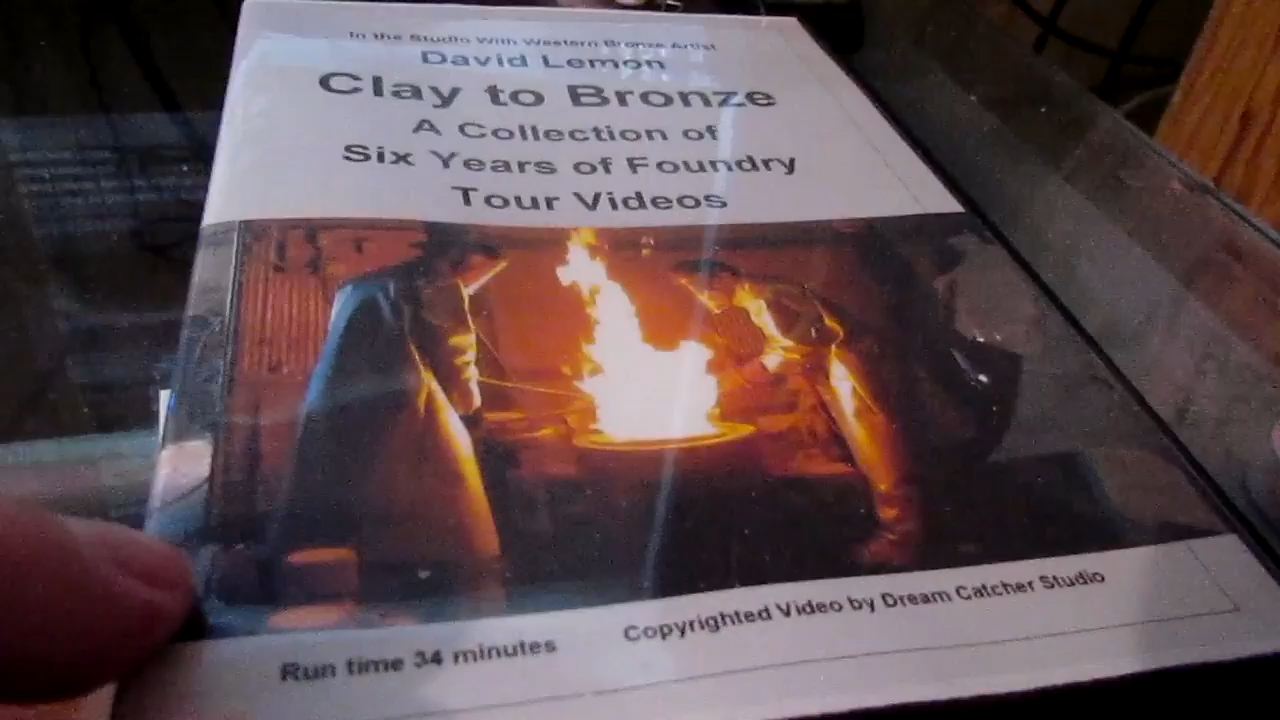 In the Studio With Western Bronze Artist
David Lemon
Clay to Bronze
A Collection of
Six Years of Foundry
Tour Videos
Run time 34 minutes Copyrighted Video by Dream Catcher Studio